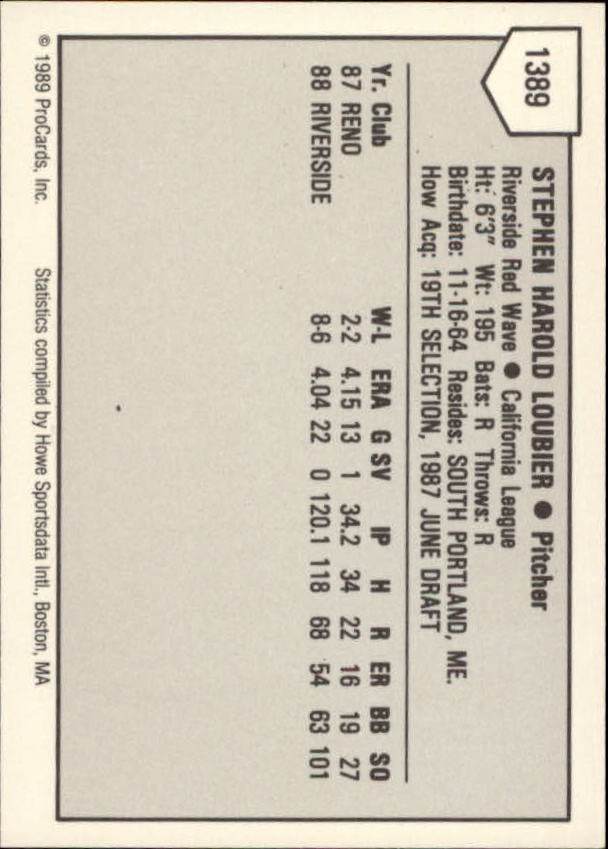 1389
STEPHEN HAROLD LOUBIER ● Pitcher
Riverside Red Wave ● California League
Ht: 6'3" Wt: 195 Bats: R Throws: R
Birthdate: 11-16-64 Resides: SOUTH PORTLAND, ME.
How Acq: 19TH SELECTION, 1987 JUNE DRAFT
Yr. Club W-L ERA G SV IP H R ER BB SO
87 RENO 2-2 4.15 13 1 34.2 34 22 16 19 27
88 RIVERSIDE 8-6 4.04 22 0 120.1 118 68 54 63 101
© 1989 ProCards, Inc. Statistics compiled by Howe Sportsdata Intl., Boston, MA